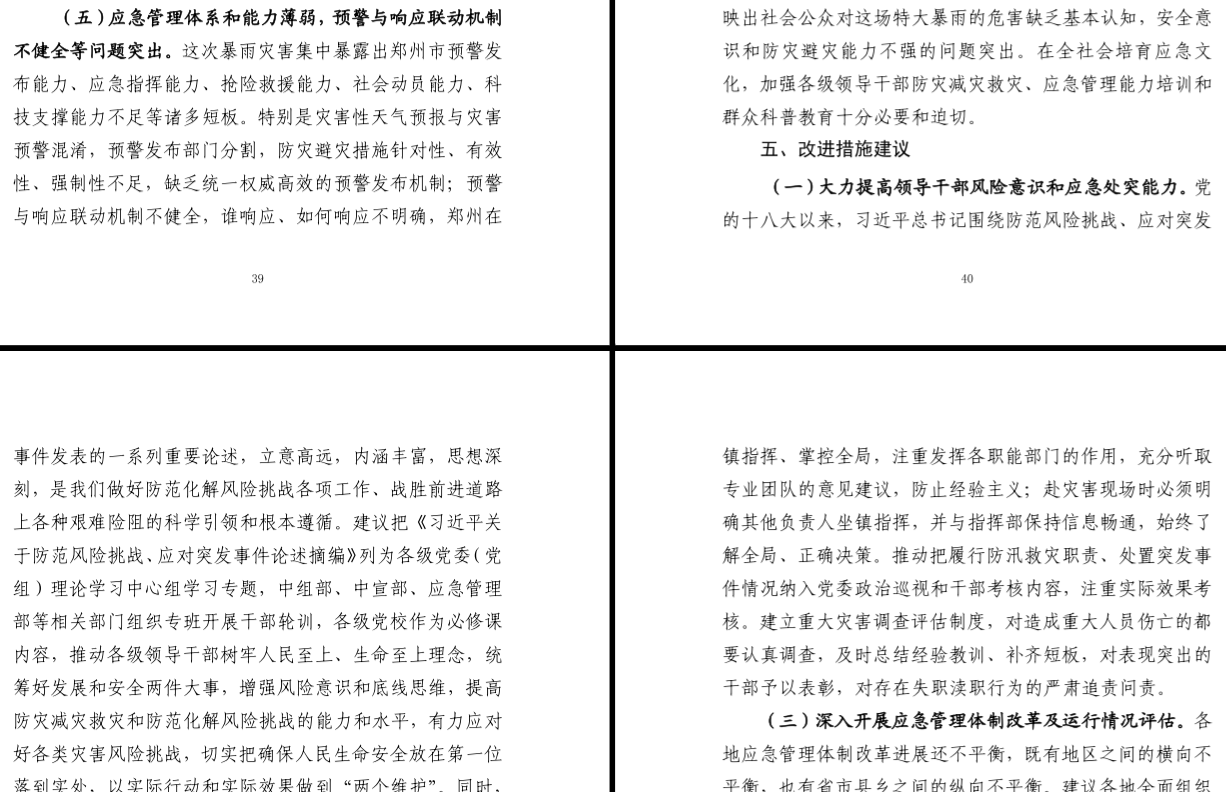 （五）应急管理体系和能力薄弱，预警与响应联动机制
不健全等问题突出。这次暴雨灾害集中暴露出郑州市预警发
布能力、应急指挥能力、抢险救援能力、社会动员能力、科
技支撑能力不足等诸多短板。特别是灾害性天气预报与灾害
预警混淆，预警发布部门分割，防灾避灾措施针对性、有效
性、强制性不足，缺乏统一权威高效的预警发布机制；预警
与响应联动机制不健全，谁响应、如何响应不明确，郑州在
39
映出社会公众对这场特大暴雨的危害缺乏基本认知，安全意
识和防灾避灾能力不强的问题突出。在全社会培育应急文
化，加强各级领导干部防灾减灾救灾、应急管理能力培训和
群众科普教育十分必要和迫切。
五、改进措施建议
（一）大力提高领导干部风险意识和应急处突能力。党
的十八大以来，习近平总书记围绕防范风险挑战、应对突发
40
事件发表的一系列重要论述，立意高远，内涵丰富，思想深
刻，是我们做好防范化解风险挑战各项工作、战胜前进道路
上各种艰难险阻的科学引领和根本遵循。建议把《习近平关
于防范风险挑战、应对突发事件论述摘编》列为各级党委（党
组）理论学习中心组学习专题，中组部、中宣部、应急管理
部等相关部门组织专班开展干部轮训，各级党校作为必修课
内容，推动各级领导干部树牢人民至上、生命至上理念，统
筹好发展和安全两件大事，增强风险意识和底线思维，提高
防灾减灾救灾和防范化解风险挑战的能力和水平，有力应对
好各类灾害风险挑战，切实把确保人民生命安全放在第一位
落到实处，以实际行动和实际效果做到“两个维护”。同时，
镇指挥、掌控全局，注重发挥各职能部门的作用，充分听取
专业团队的意见建议，防止经验主义；赴灾害现场时必须明
确其他负责人坐镇指挥，并与指挥部保持信息畅通，始终了
解全局、正确决策。推动把履行防汛救灾职责、处置突发事
件情况纳入党委政治巡视和干部考核内容，注重实际效果考
核。建立重大灾害调查评估制度，对造成重大人员伤亡的都
要认真调查，及时总结经验教训、补齐短板，对表现突出的
干部予以表彰，对存在失职渎职行为的严肃追责问责。
（三）深入开展应急管理体制改革及运行情况评估。各
地应急管理体制改革进展还不平衡，既有地区之间的横向不
平衡，也有省市县乡之间的纵向不平衡。建议各地全面组织